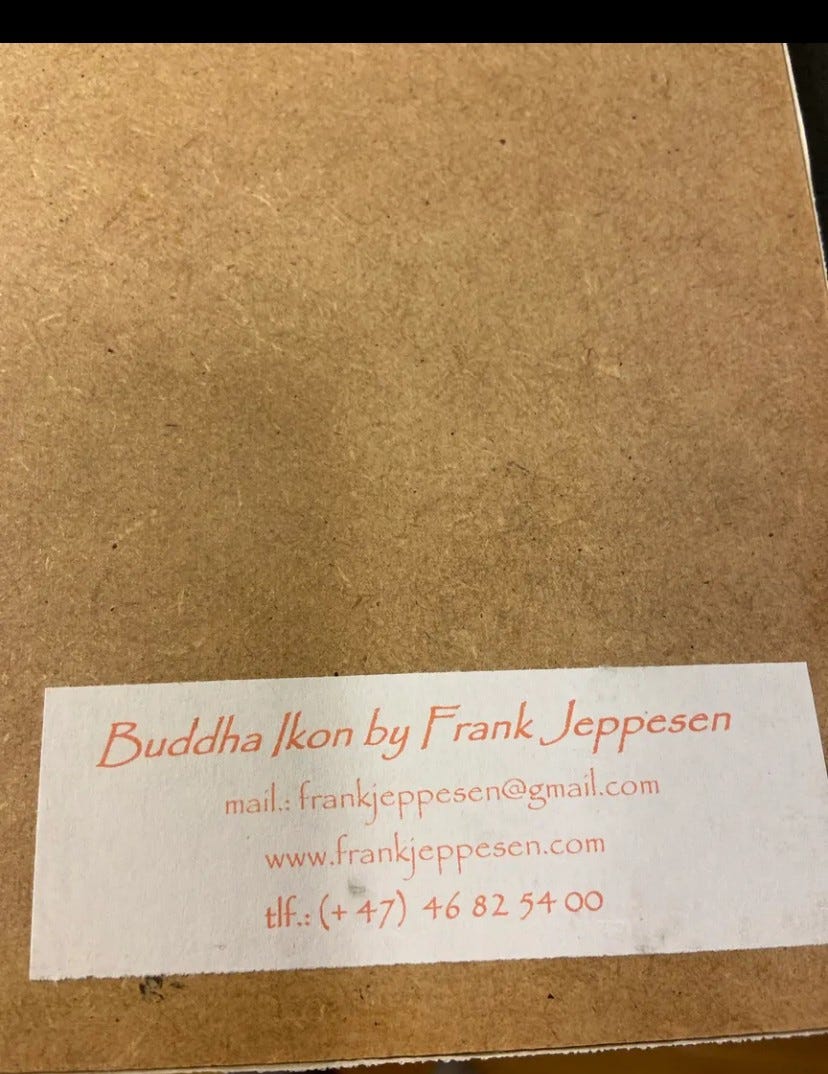 Buddha Ikon by Frank Jeppesen
mail.: frankjeppesen@gmail.com
www.frankjeppesen.com
tlf.: (+ 47) 46 82 54 00